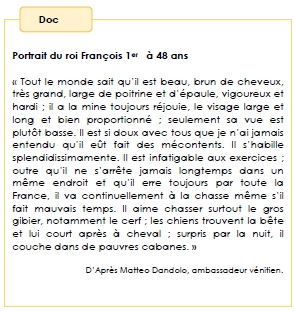 Doc
Portrait du roi François 1er à 48 ans
« Tout le monde sait qu'il est beau, brun de cheveux,
très grand, large de poitrine et d'épaule, vigoureux et
hardi ; il a la mine toujours réjouie, le visage large et
long et bien proportionné ; seulement sa vue est
plutôt basse. Il est si doux avec tous que je n'ai jamais
entendu qu'il eût fait des mécontents. Il s'habille
splendidissimamente. Il est infatigable aux exercices ;
outre qu'il ne s'arrête jamais longtemps dans un
même endroit et qu'il erre toujours par toute la
France, il va continuellement à la chasse même s'il
fait mauvais temps. Il aime chasser surtout le gros
gibier, notamment le cerf ; les chiens trouvent la bête
et lui court après à cheval ; surpris par la nuit, il
couche dans de pauvres cabanes. »
D'Après Matteo Dandolo, ambassadeur vénitien.